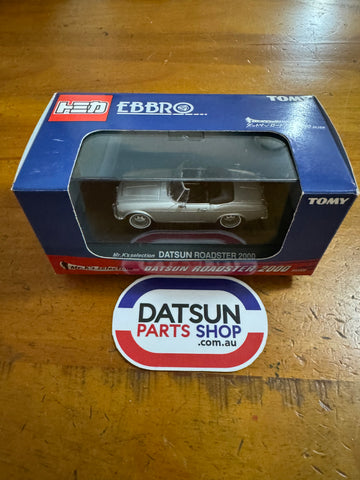 トミカ EBBRO TOMY
TOMY
Mr.K's selection DATSUN ROADSTER 2000
DATSUN ROADSTER 2000
DATSUN
PARTS SHOP
.com.au